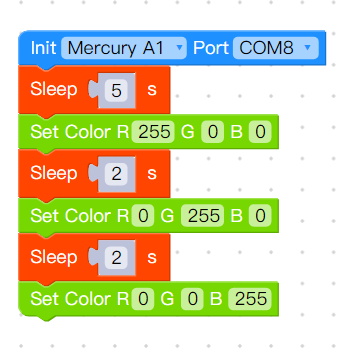 Init Mercury A1 Port COM8
Sleep 5 s
Set Color R 255 G 0 B 0
Sleep 2 s
Set Color R 0 G 255 B 0
Sleep 2 s
Set Color R 0 G 0 B 255